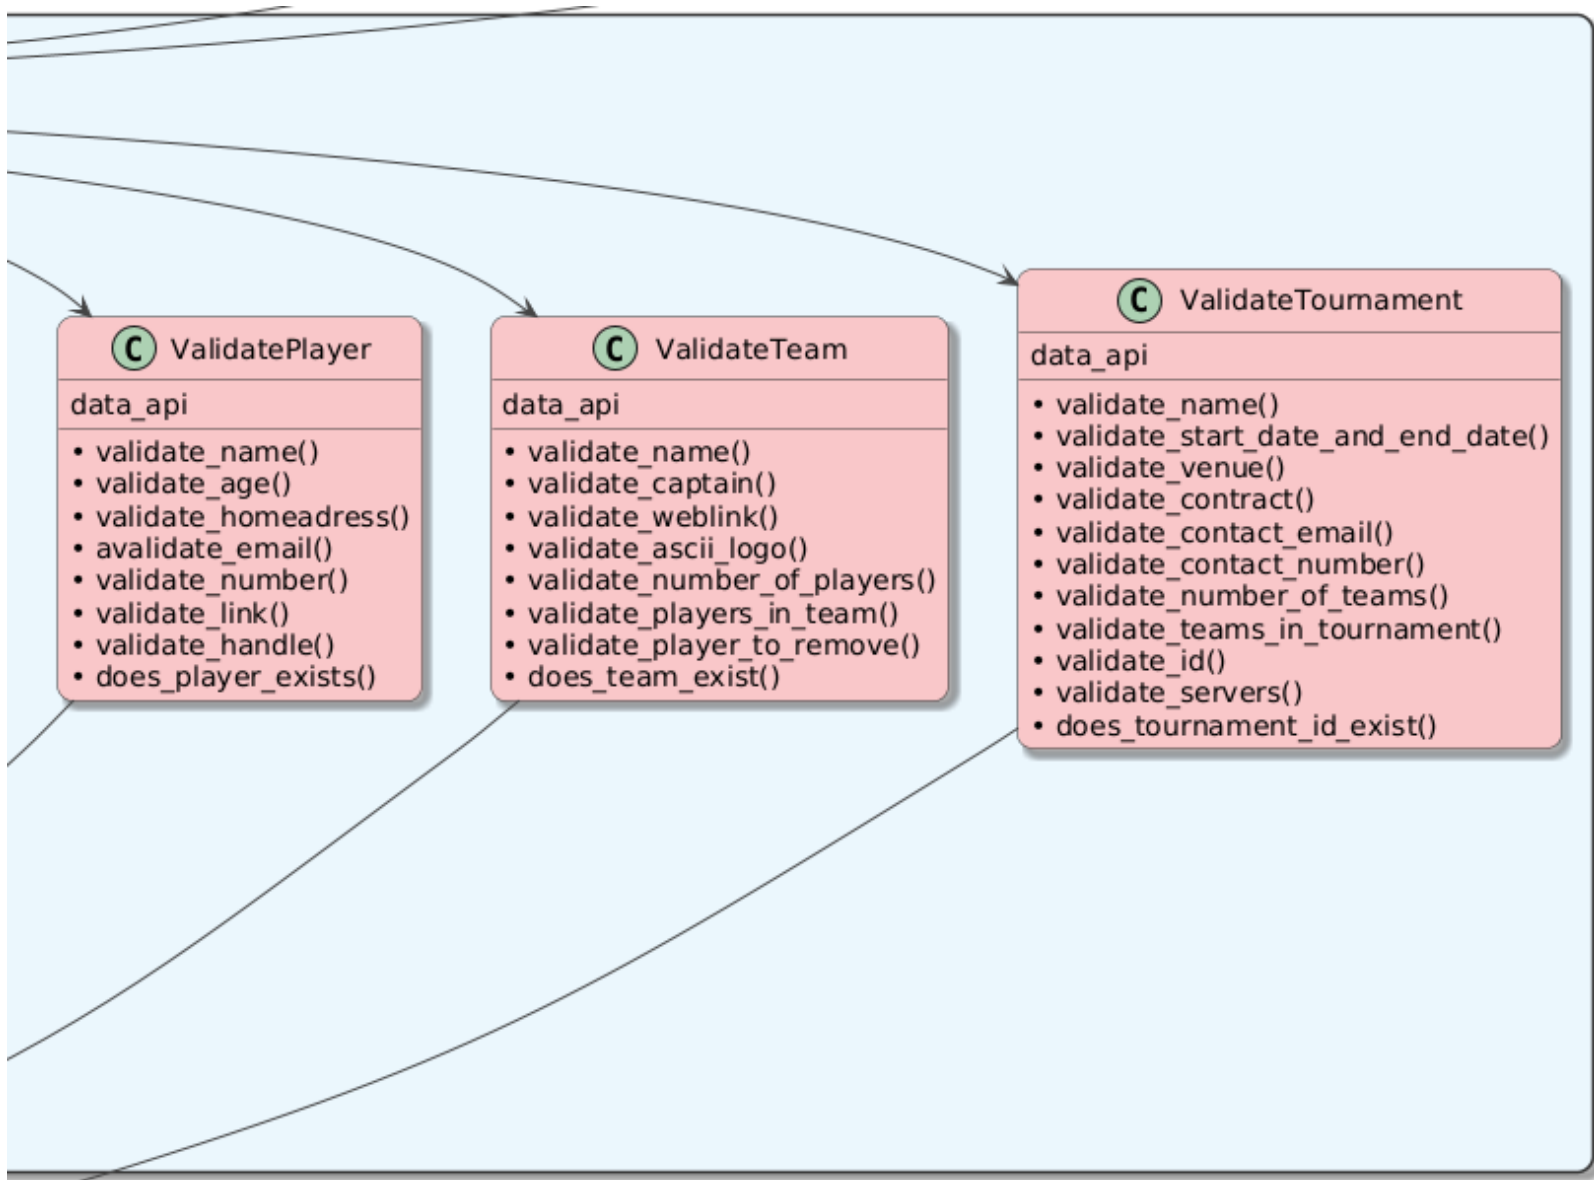 C ValidatePlayer
data_api
• validate_name()
• validate_age()
• validate_homeadress()
• avalidate_email()
• validate_number()
• validate_link()
• validate_handle()
• does_player_exists()
C ValidateTeam
data_api
• validate_name()
• validate_captain()
• validate_weblink()
• validate_ascii_logo()
• validate_number_of_players()
• validate_players_in_team()
• validate_player_to_remove()
• does_team_exist()
C ValidateTournament
data_api
• validate_name()
• validate_start_date_and_end_date()
• validate_venue()
• validate_contract()
• validate_contact_email()
• validate_contact_number()
• validate_number_of_teams()
• validate_teams_in_tournament()
• validate_id()
• validate_servers()
• does_tournament_id_exist()